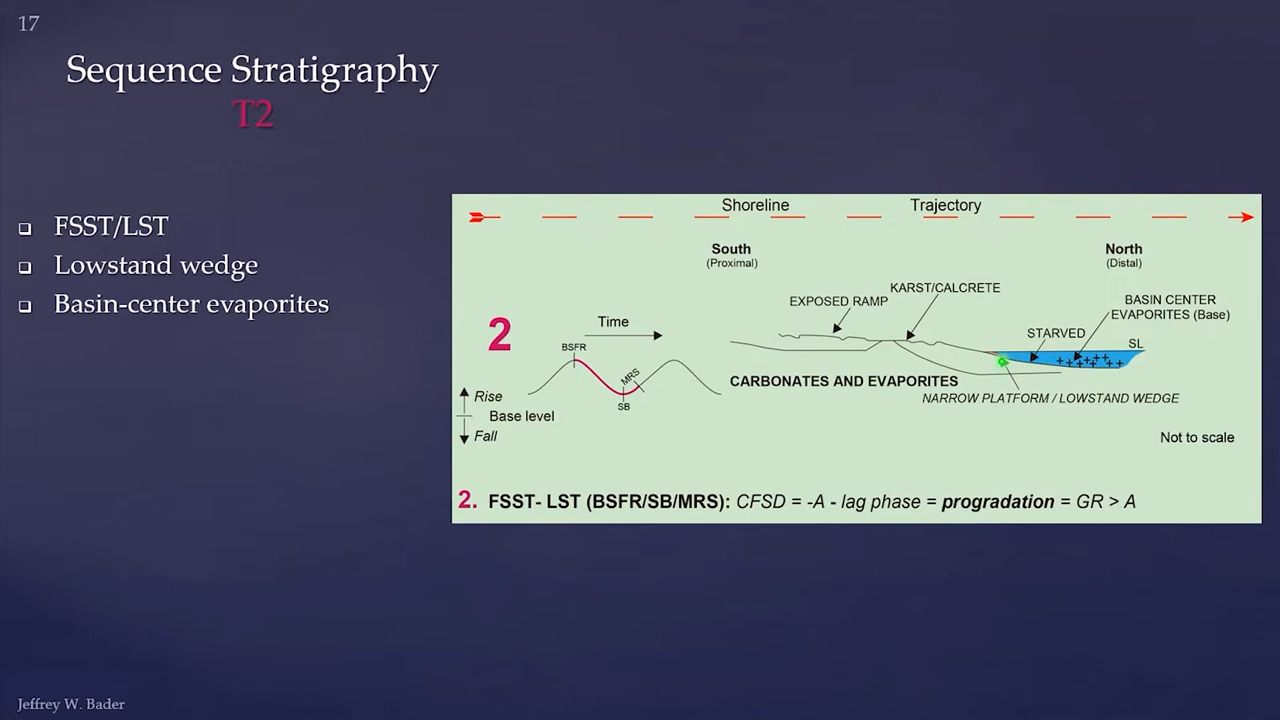 17
Sequence Stratigraphy
T2
FSST/LST
Lowstand wedge
Basin-center evaporites
Shoreline Trajectory
South
(Proximal)
North
(Distal)
EXPOSED RAMP
KARST/CALCRETE
BASIN CENTER
EVAPORITES (Base)
STARVED
SL
2
Time
BSFR
MRS
SB
Rise
Base level
Fall
CARBONATES AND EVAPORITES
NARROW PLATFORM / LOWSTAND WEDGE
Not to scale
2. FSST- LST (BSFR/SB/MRS): CFSD = -A - lag phase = progradation = GR > A
Jeffrey W. Bader